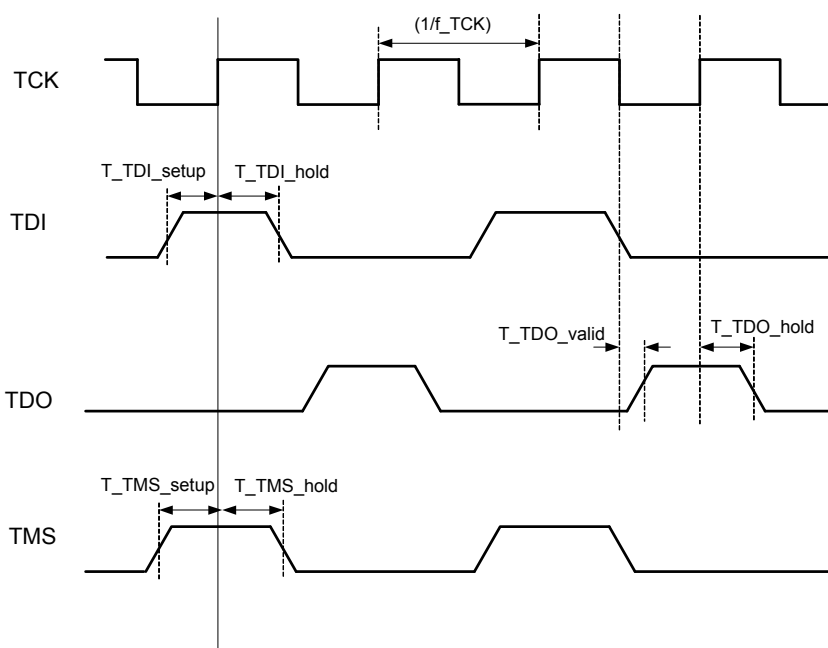 (1/f_TCK)
TCK
T_TDI_setup
T_TDI_hold
TDI
T_TDO_valid
T_TDO_hold
TDO
T_TMS_setup
T_TMS_hold
TMS